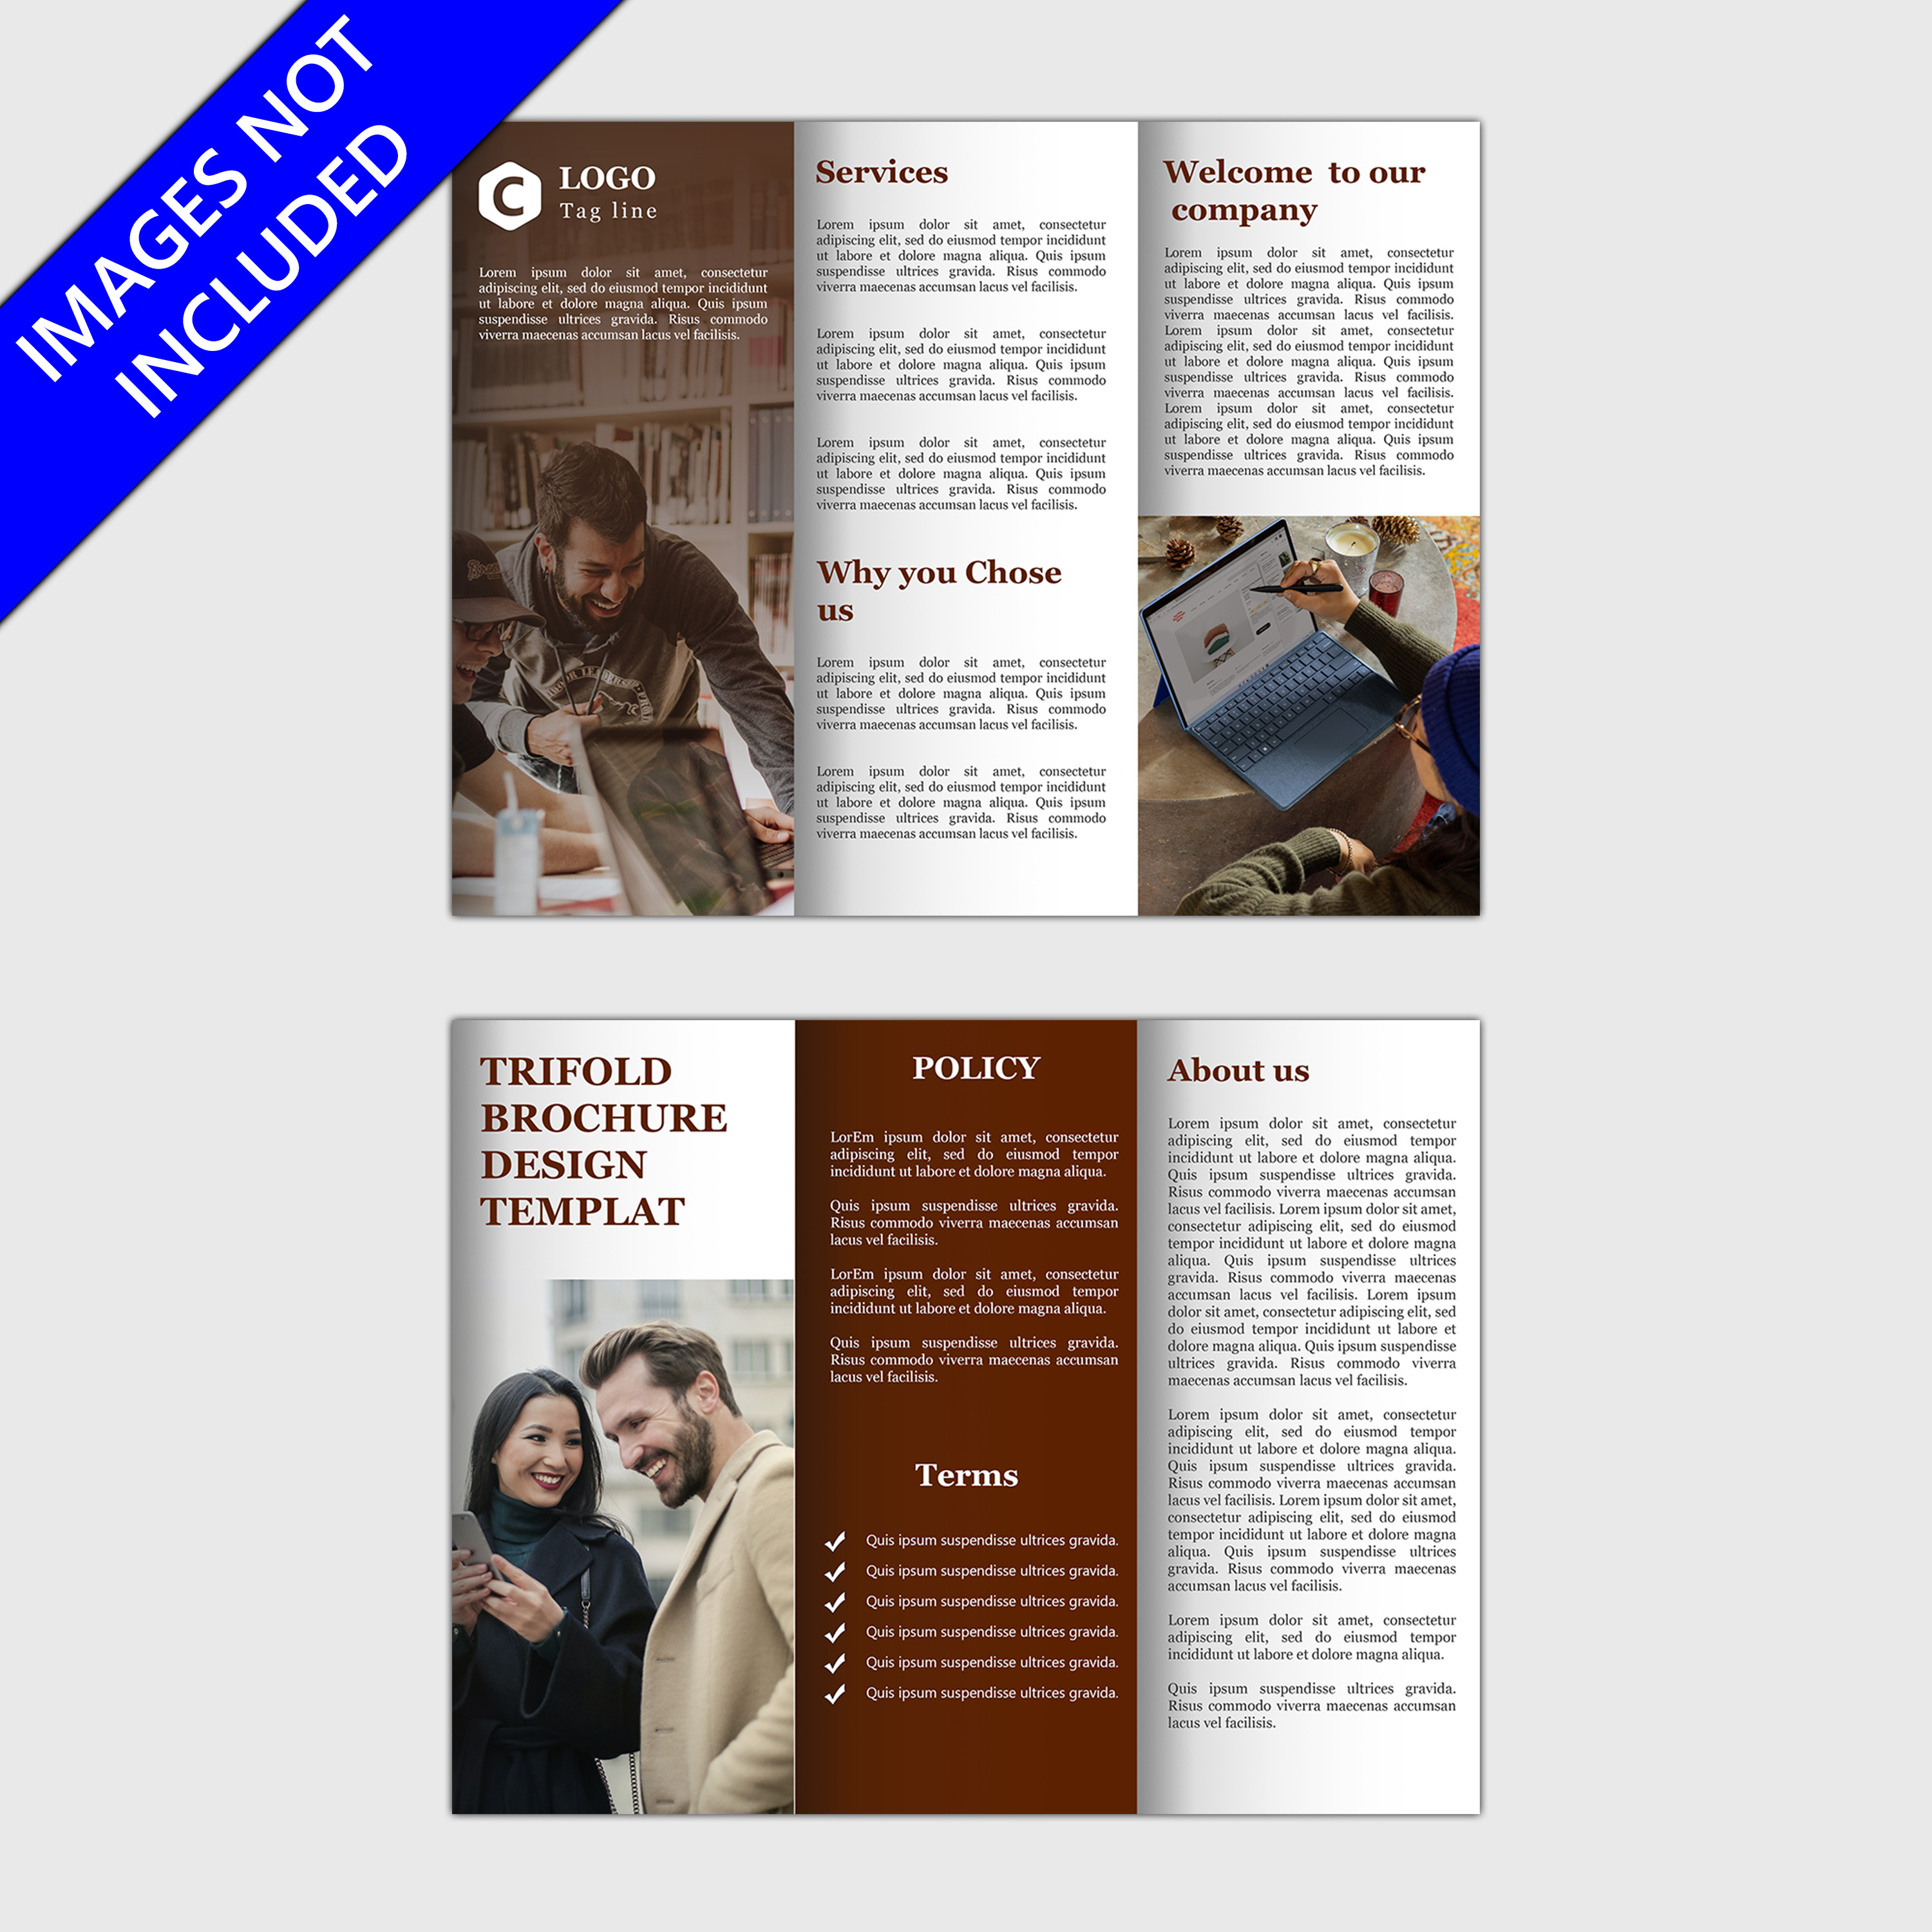 IMAGES NOT
INCLUDED
C
LOGO
Tag line
Lorem ipsum dolor sit amet, consectetur
adipiscing elit, sed do eiusmod tempor incididunt
ut labore et dolore magna aliqua. Quis ipsum
suspendisse ultrices gravida. Risus commodo
viverra maecenas accumsan lacus vel facilisis.
Services
Lorem ipsum dolor sit amet, consectetur
adipiscing elit, sed do eiusmod tempor incididunt
ut labore et dolore magna aliqua. Quis ipsum
suspendisse ultrices gravida. Risus commodo
viverra maecenas accumsan lacus vel facilisis.
Lorem ipsum dolor sit amet, consectetur
adipiscing elit, sed do eiusmod tempor incididunt
ut labore et dolore magna aliqua. Quis ipsum
suspendisse ultrices gravida. Risus commodo
viverra maecenas accumsan lacus vel facilisis.
Lorem ipsum dolor sit amet, consectetur
adipiscing elit, sed do eiusmod tempor incididunt
ut labore et dolore magna aliqua. Quis ipsum
suspendisse ultrices gravida. Risus commodo
viverra maecenas accumsan lacus vel facilisis.
Why you Chose
us
Lorem ipsum dolor sit amet, consectetur
adipiscing elit, sed do eiusmod tempor incididunt
ut labore et dolore magna aliqua. Quis ipsum
suspendisse ultrices gravida. Risus commodo
viverra maecenas accumsan lacus vel facilisis.
Lorem ipsum dolor sit amet, consectetur
adipiscing elit, sed do eiusmod tempor incididunt
ut labore et dolore magna aliqua. Quis ipsum
suspendisse ultrices gravida. Risus commodo
viverra maecenas accumsan lacus vel facilisis.
Welcome to our
company
Lorem ipsum dolor sit amet, consectetur
adipiscing elit, sed do eiusmod tempor incididunt
ut labore et dolore magna aliqua. Quis ipsum
suspendisse ultrices gravida. Risus commodo
viverra maecenas accumsan lacus vel facilisis.
Lorem ipsum dolor sit amet, consectetur
adipiscing elit, sed do eiusmod tempor incididunt
ut labore et dolore magna aliqua. Quis ipsum
suspendisse ultrices gravida. Risus commodo
viverra maecenas accumsan lacus vel facilisis.
Lorem ipsum dolor sit amet, consectetur
adipiscing elit, sed do eiusmod tempor incididunt
ut labore et dolore magna aliqua. Quis ipsum
suspendisse ultrices gravida. Risus commodo
viverra maecenas accumsan lacus vel facilisis.
TRIFOLD
BROCHURE
DESIGN
TEMPLAT
POLICY
LorEm ipsum dolor sit amet, consectetur
adipiscing elit, sed do eiusmod tempor
incididunt ut labore et dolore magna aliqua.
Quis ipsum suspendisse ultrices gravida.
Risus commodo viverra maecenas accumsan
lacus vel facilisis.
LorEm ipsum dolor sit amet, consectetur
adipiscing elit, sed do eiusmod tempor
incididunt ut labore et dolore magna aliqua.
Quis ipsum suspendisse ultrices gravida.
Risus commodo viverra maecenas accumsan
lacus vel facilisis.
Terms
Quis ipsum suspendisse ultrices gravida.
Quis ipsum suspendisse ultrices gravida.
Quis ipsum suspendisse ultrices gravida.
Quis ipsum suspendisse ultrices gravida.
Quis ipsum suspendisse ultrices gravida.
Quis ipsum suspendisse ultrices gravida.
About us
Lorem ipsum dolor sit amet, consectetur
adipiscing elit, sed do eiusmod tempor
incididunt ut labore et dolore magna aliqua.
Quis ipsum suspendisse ultrices gravida.
Risus commodo viverra maecenas accumsan
lacus vel facilisis. Lorem ipsum dolor sit amet,
consectetur adipiscing elit, sed do eiusmod
tempor incididunt ut labore et dolore magna
aliqua. Quis ipsum suspendisse ultrices
gravida. Risus commodo viverra maecenas
accumsan lacus vel facilisis. Lorem ipsum
dolor sit amet, consectetur adipiscing elit, sed
do eiusmod tempor incididunt ut labore et
dolore magna aliqua. Quis ipsum suspendisse
ultrices gravida. Risus commodo viverra
maecenas accumsan lacus vel facilisis.
Lorem ipsum dolor sit amet, consectetur
adipiscing elit, sed do eiusmod tempor
incididunt ut labore et dolore magna aliqua.
Quis ipsum suspendisse ultrices gravida.
Risus commodo viverra maecenas accumsan
lacus vel facilisis. Lorem ipsum dolor sit amet,
consectetur adipiscing elit, sed do eiusmod
tempor incididunt ut labore et dolore magna
aliqua. Quis ipsum suspendisse ultrices
gravida. Risus commodo viverra maecenas
accumsan lacus vel facilisis.
Lorem ipsum dolor sit amet, consectetur
adipiscing elit, sed do eiusmod tempor
incididunt ut labore et dolore magna aliqua.
Quis ipsum suspendisse ultrices gravida.
Risus commodo viverra maecenas accumsan
lacus vel facilisis.